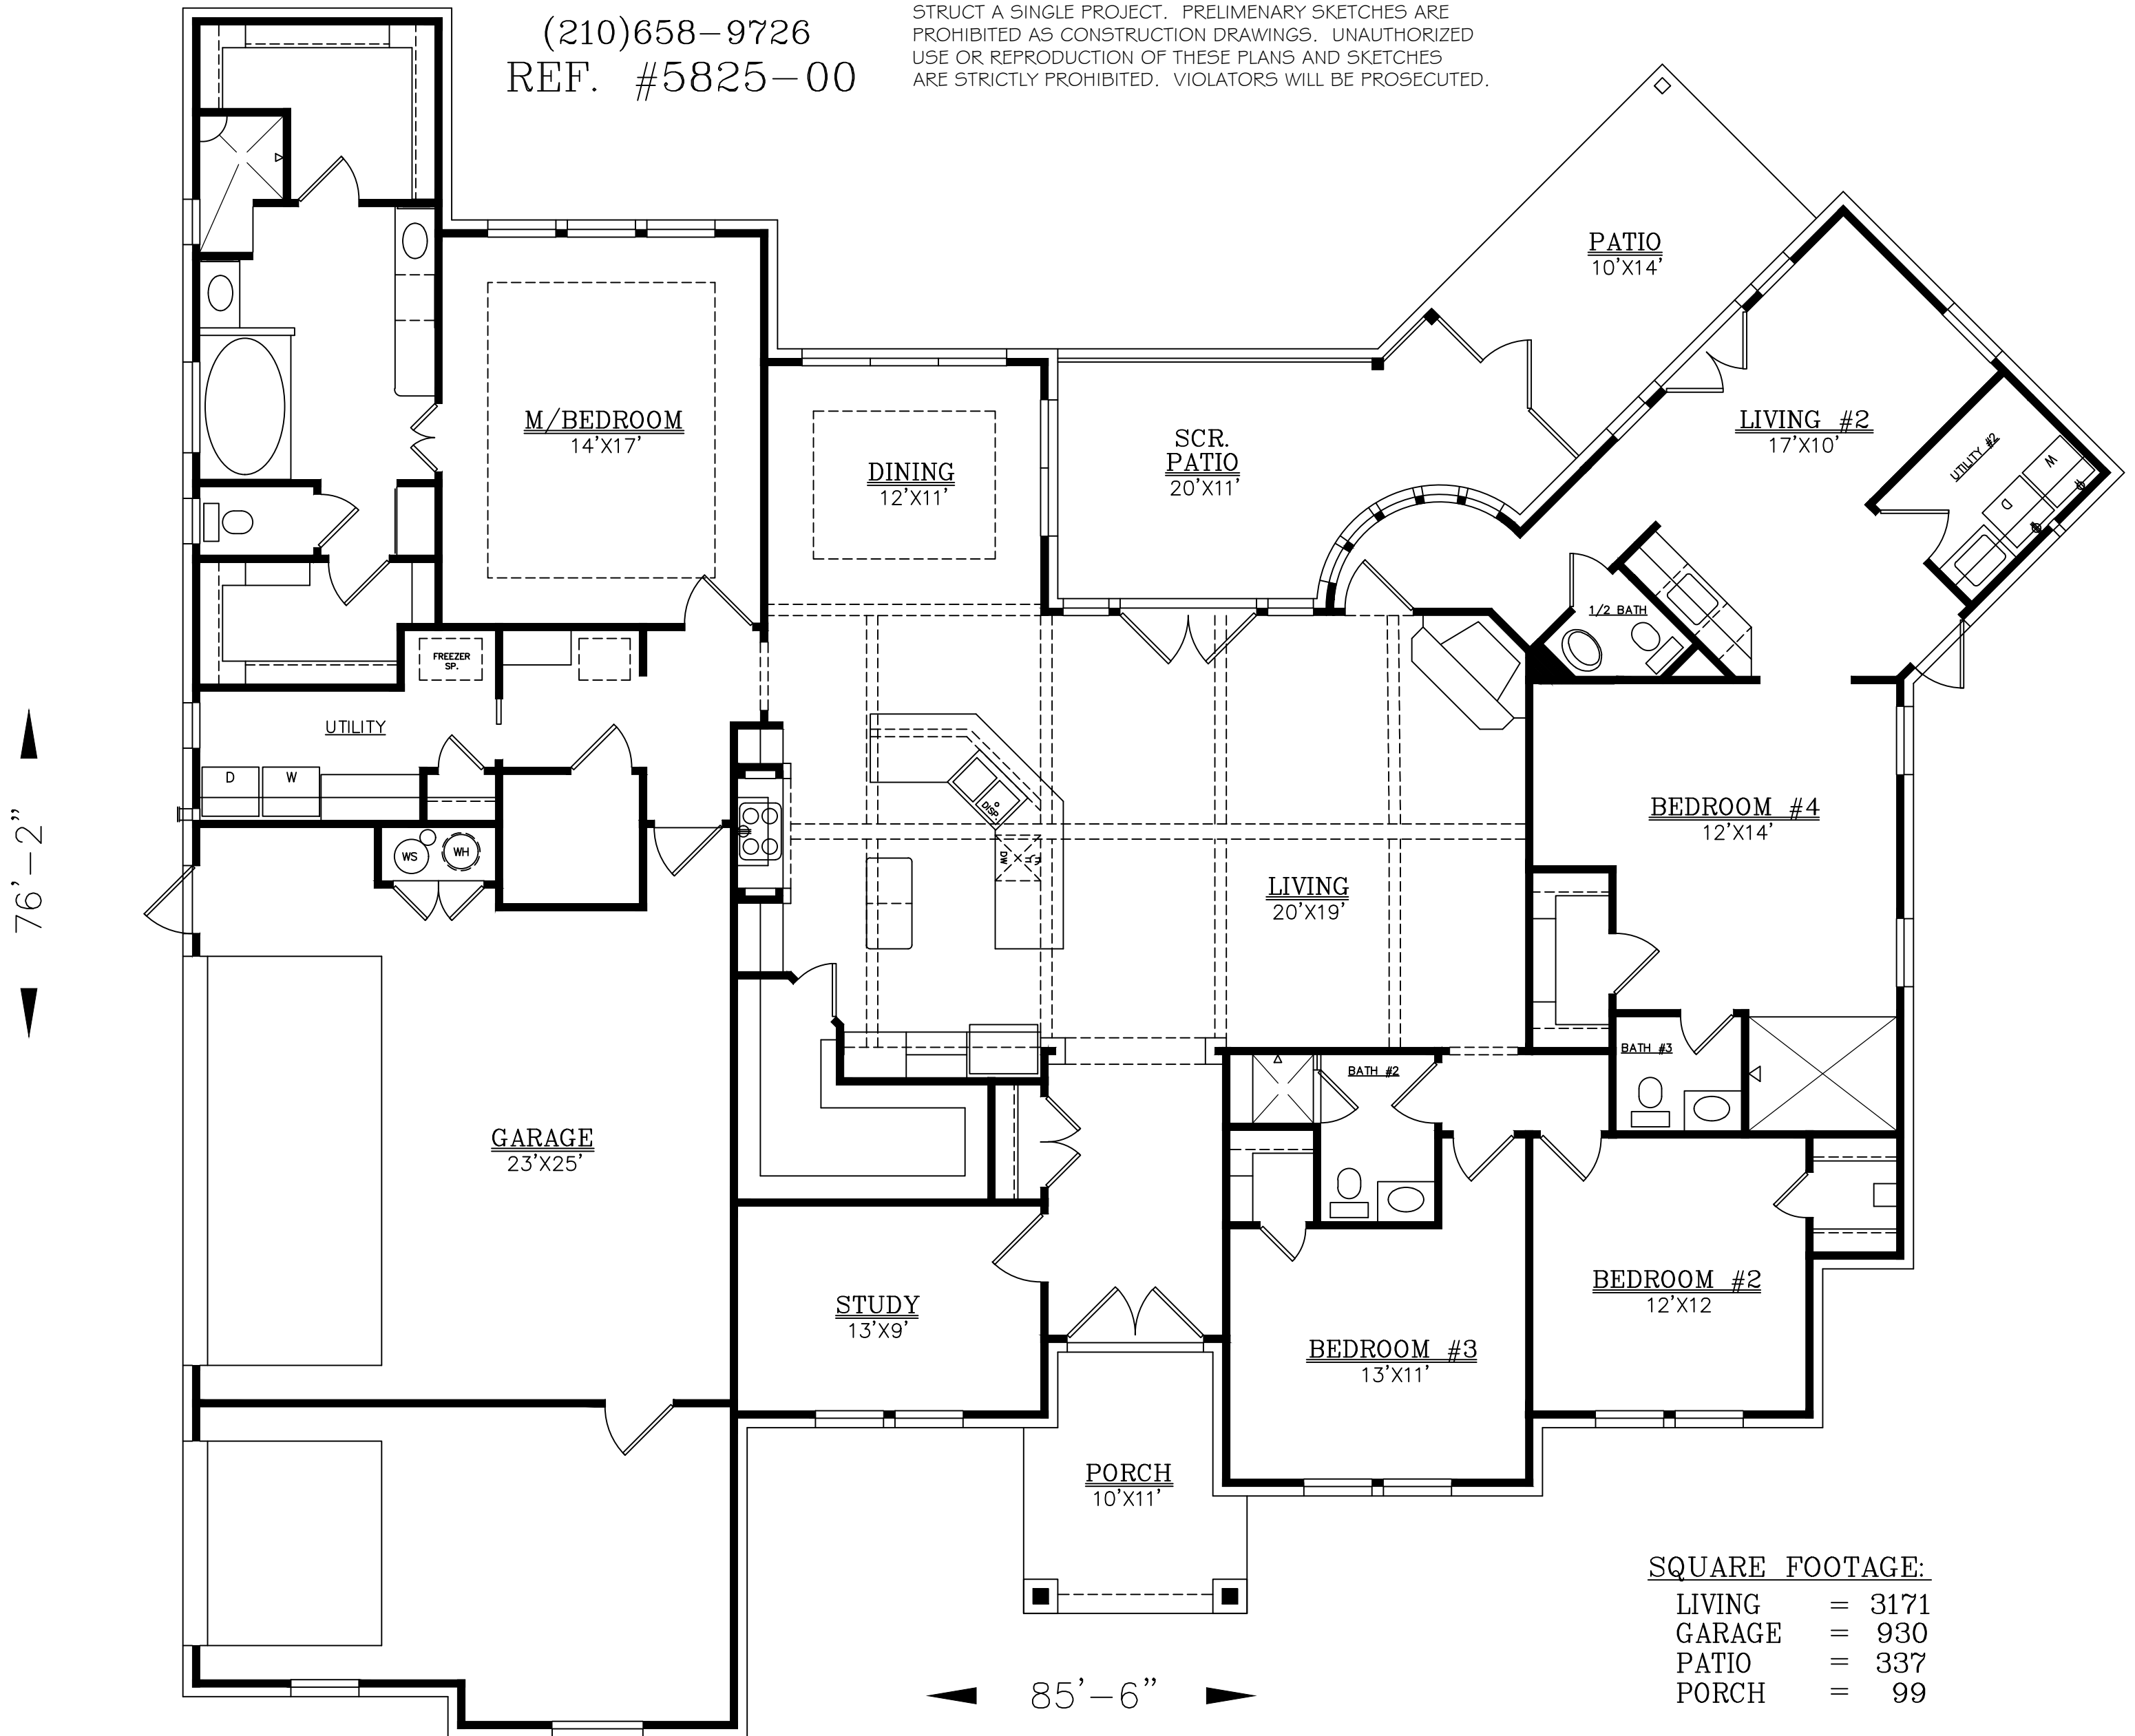 (210)658-9726
REF. #5825-00
STRUCT A SINGLE PROJECT. PRELIMENARY SKETCHES ARE
PROHIBITED AS CONSTRUCTION DRAWINGS. UNAUTHORIZED
USE OR REPRODUCTION OF THESE PLANS AND SKETCHES
ARE STRICTLY PROHIBITED. VIOLATORS WILL BE PROSECUTED.
PATIO
10'X14'
M/BEDROOM
14'X17'
DINING
12'X11'
SCR.
PATIO
20'X11'
LIVING #2
17'X10'
UTILITY #2
W
D
1/2 BATH
FREEZER
SP.
UTILITY
D
W
WS
WH
DISP.
DW
BEDROOM #4
12'X14'
LIVING
20'X19'
76'-2"
BATH #3
BATH #2
GARAGE
23'X25'
STUDY
13'X9'
BEDROOM #2
12'X12
BEDROOM #3
13'X11'
PORCH
10'X11'
85'-6"
SQUARE FOOTAGE:
LIVING = 3171
GARAGE = 930
PATIO = 337
PORCH = 99